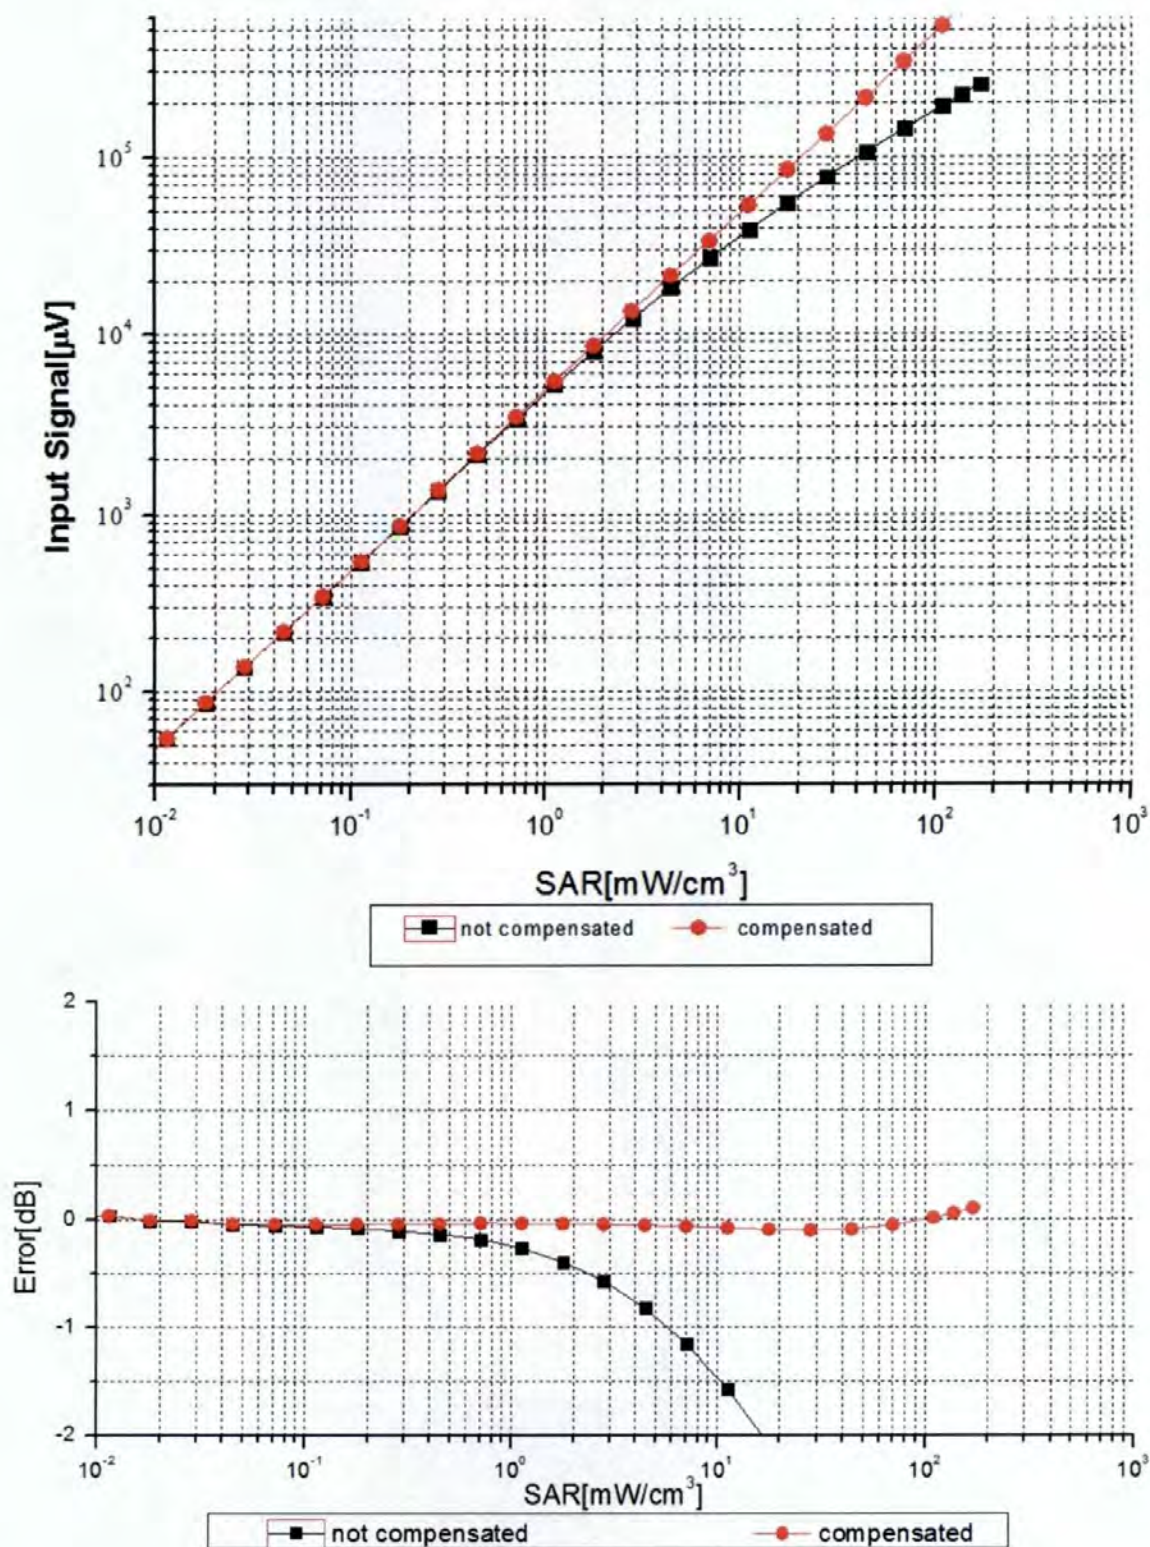 Input Signal[µV]
10⁵
10⁴
10³
10²
10⁻² 10⁻¹ 10⁰ 10¹ 10² 10³
SAR[mW/cm³]
not compensated compensated
Error[dB]
2
1
0
-1
-2
10⁻² 10⁻¹ 10⁰ 10¹ 10² 10³
SAR[mW/cm³]
not compensated compensated